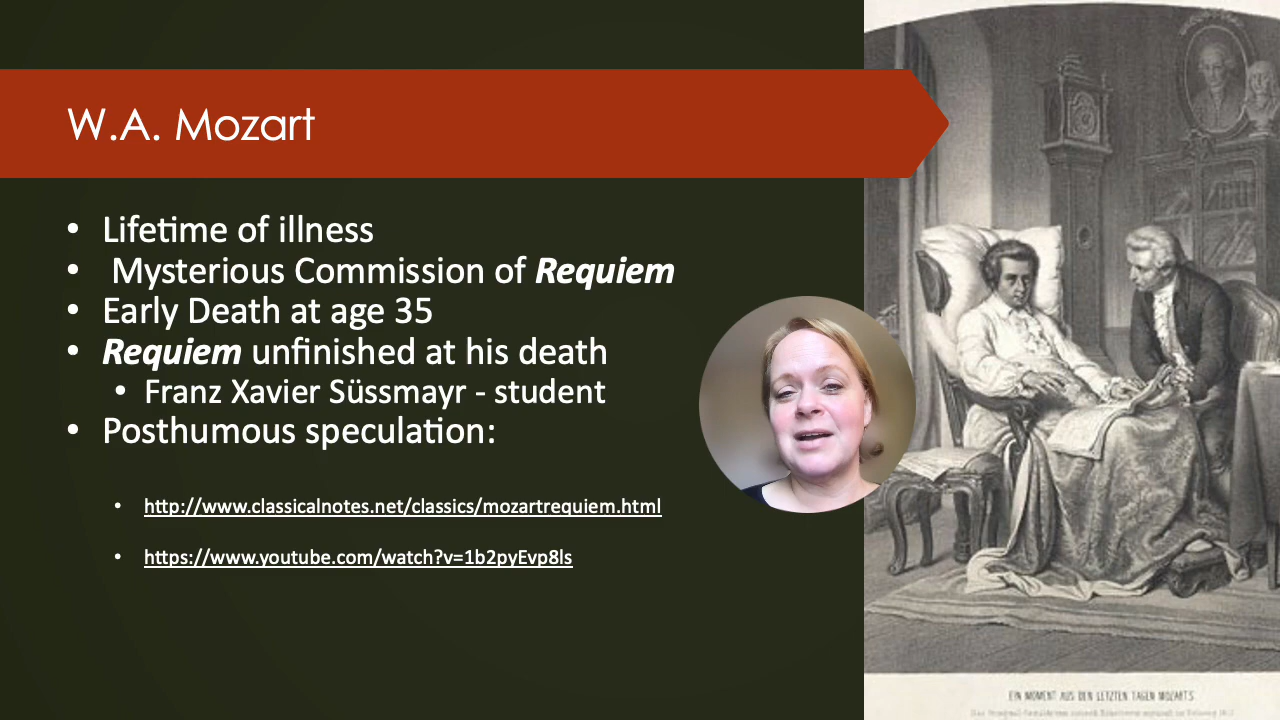 W.A. Mozart
• Lifetime of illness
• Mysterious Commission of Requiem
• Early Death at age 35
• Requiem unfinished at his death
• Franz Xavier Süssmayr - student
• Posthumous speculation:
• http://www.classicalnotes.net/classics/mozartrequiem.html
• https://www.youtube.com/watch?v=1b2pyEvp8ls
EIN MOMENT AUS DEN LETZTEN TAGEN MOZARTS